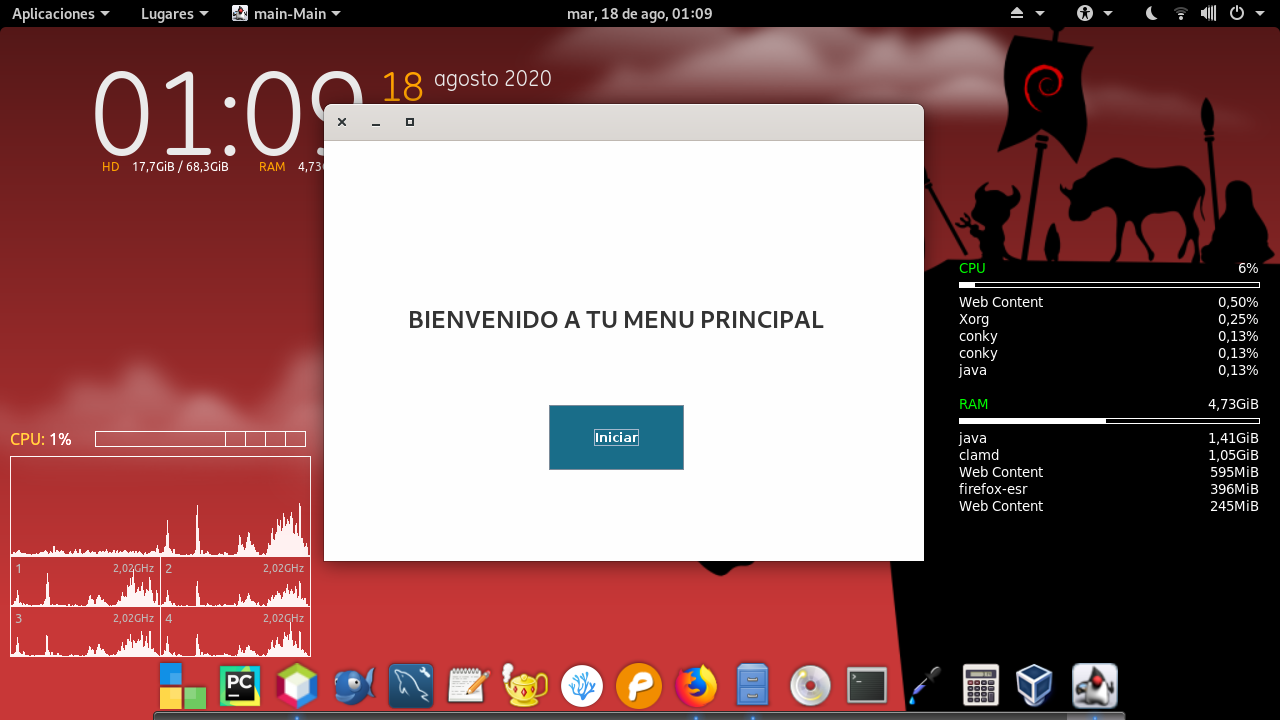 Aplicaciones Lugares main-Main mar, 18 de ago, 01:09
01:09 18 agosto 2020
HD 17,7GiB / 68,3GiB RAM 4,73
BIENVENIDO A TU MENU PRINCIPAL
Iniciar
CPU 6%
Web Content 0,50%
Xorg 0,25%
conky 0,13%
conky 0,13%
java 0,13%
RAM 4,73GiB
java 1,41GiB
clamd 1,05GiB
Web Content 595MiB
firefox-esr 396MiB
Web Content 245MiB
CPU: 1%
1 2,02GHz 2 2,02GHz
3 2,02GHz 4 2,02GHz
PC